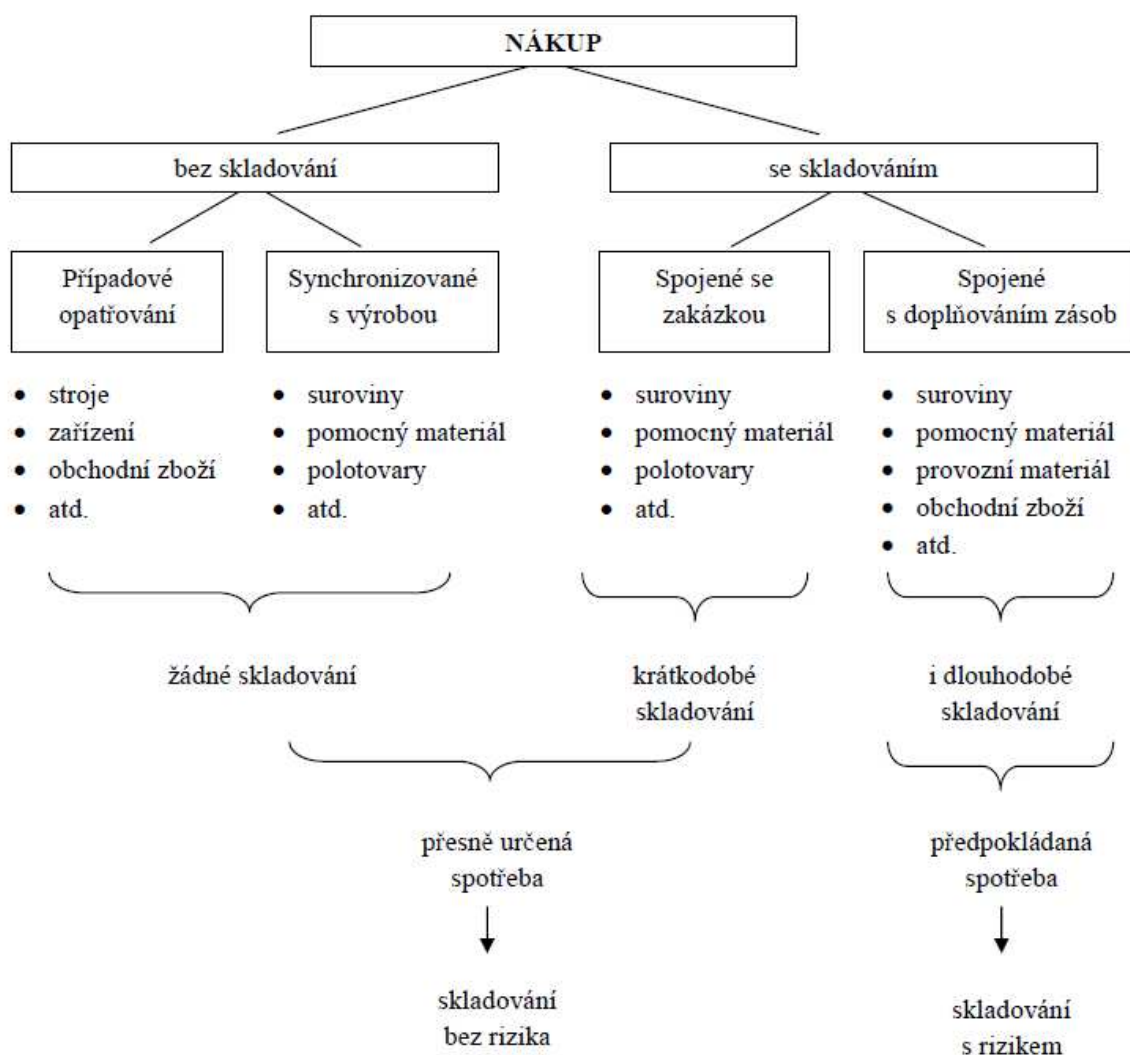 NÁKUP
bez skladování
se skladováním
Případové
opatřování
Synchronizované
s výrobou
Spojené se
zakázkou
Spojené
s doplňováním zásob
• stroje
• zařízení
• obchodní zboží
• atd.
• suroviny
• pomocný materiál
• polotovary
• atd.
• suroviny
• pomocný materiál
• polotovary
• atd.
• suroviny
• pomocný materiál
• provozní materiál
• obchodní zboží
• atd.
žádné skladování
krátkodobé
skladování
i dlouhodobé
skladování
přesně určená
spotřeba
předpokládaná
spotřeba
skladování
bez rizika
skladování
s rizikem